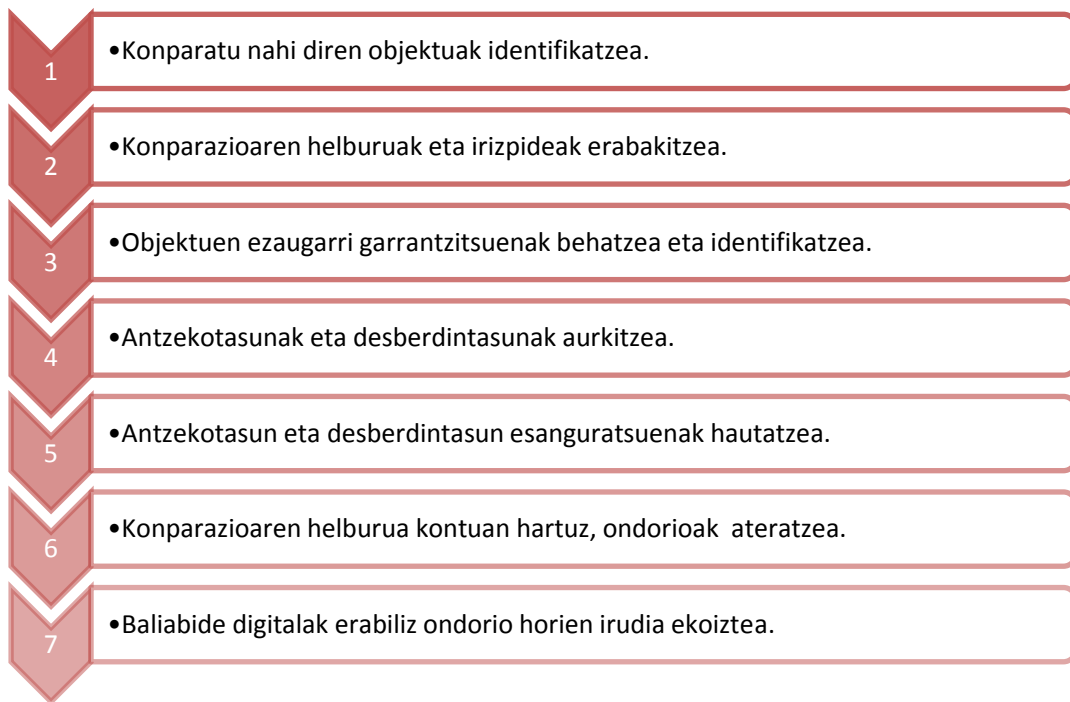 1
•Konparatu nahi diren objektuak identifikatzea.
2
•Konparazioaren helburuak eta irizpideak erabakitzea.
3
•Objektuen ezaugarri garrantzitsuenak behatzea eta identifikatzea.
4
•Antzekotasunak eta desberdintasunak aurkitzea.
5
•Antzekotasun eta desberdintasun esanguratsuenak hautatzea.
6
•Konparazioaren helburua kontuan hartuz, ondorioak  ateratzea.
7
•Baliabide digitalak erabiliz ondorio horien irudia ekoiztea.